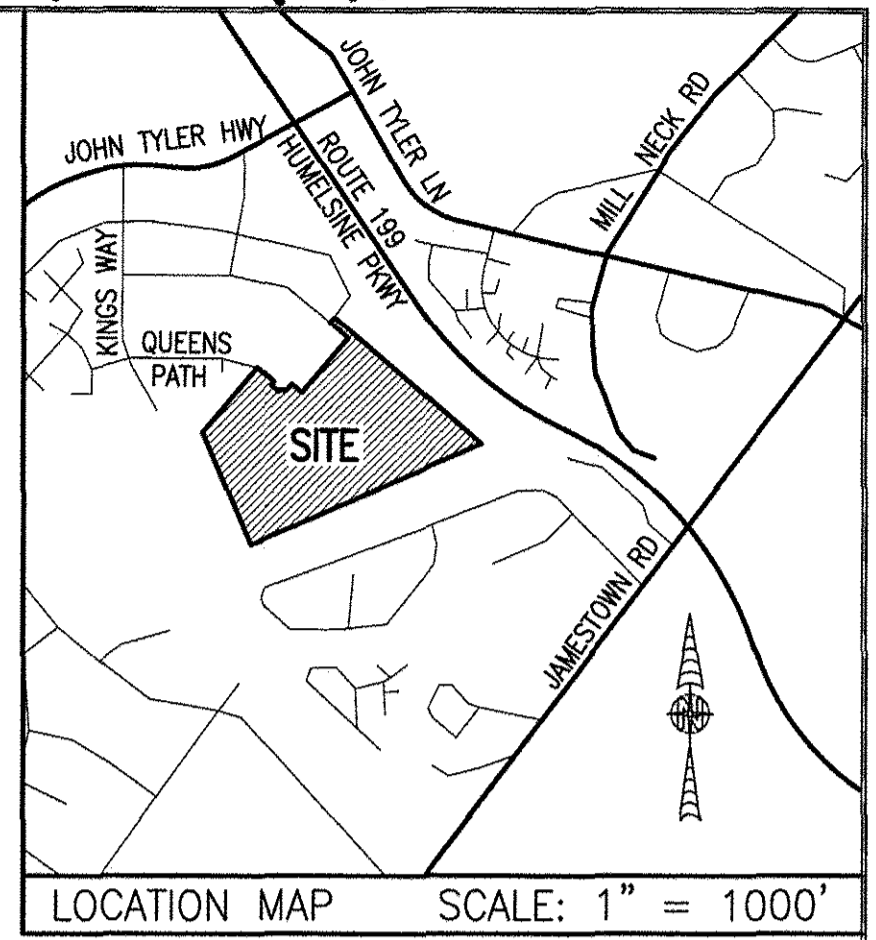 JOHN TYLER HWY
ROUTE 199
HUMELSINE PKWY
JOHN TYLER LN
MILL NECK RD
KINGS WAY
QUEENS
PATH
SITE
JAMESTOWN RD
LOCATION MAP SCALE: 1" = 1000'